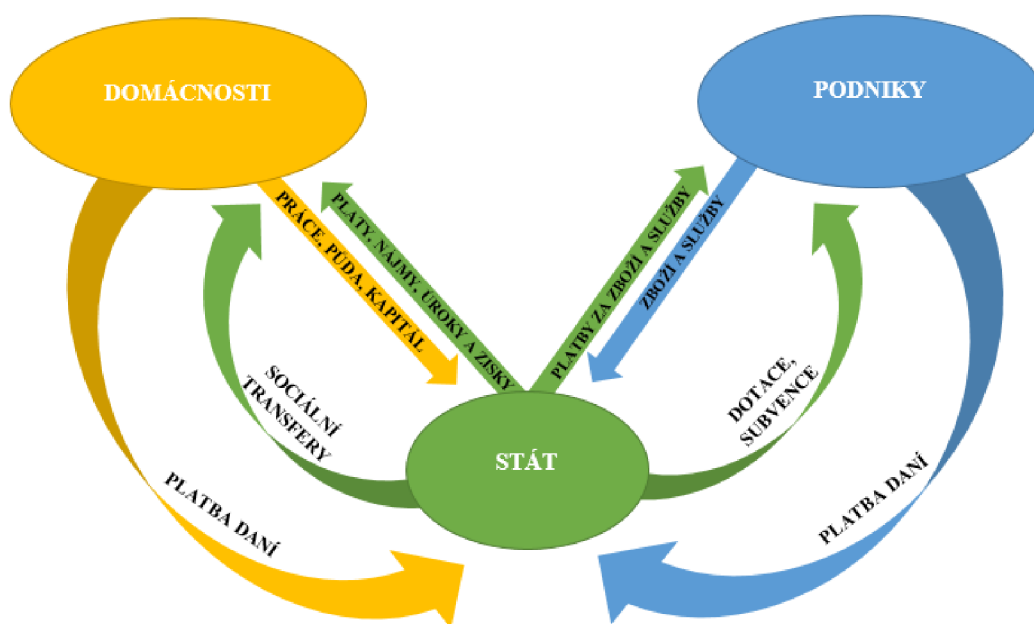 DOMÁCNOSTI
PODNIKY
PRÁCE, PŮDA, KAPITÁL
PLATY, NÁJMY, ÚROKY A ZISKY
PLATBY ZA ZBOŽÍ A SLUŽBY
ZBOŽÍ A SLUŽBY
SOCIÁLNÍ
TRANSFERY
DOTACE,
SUBVENCE
STÁT
PLATBA DANÍ
PLATBA DANÍ